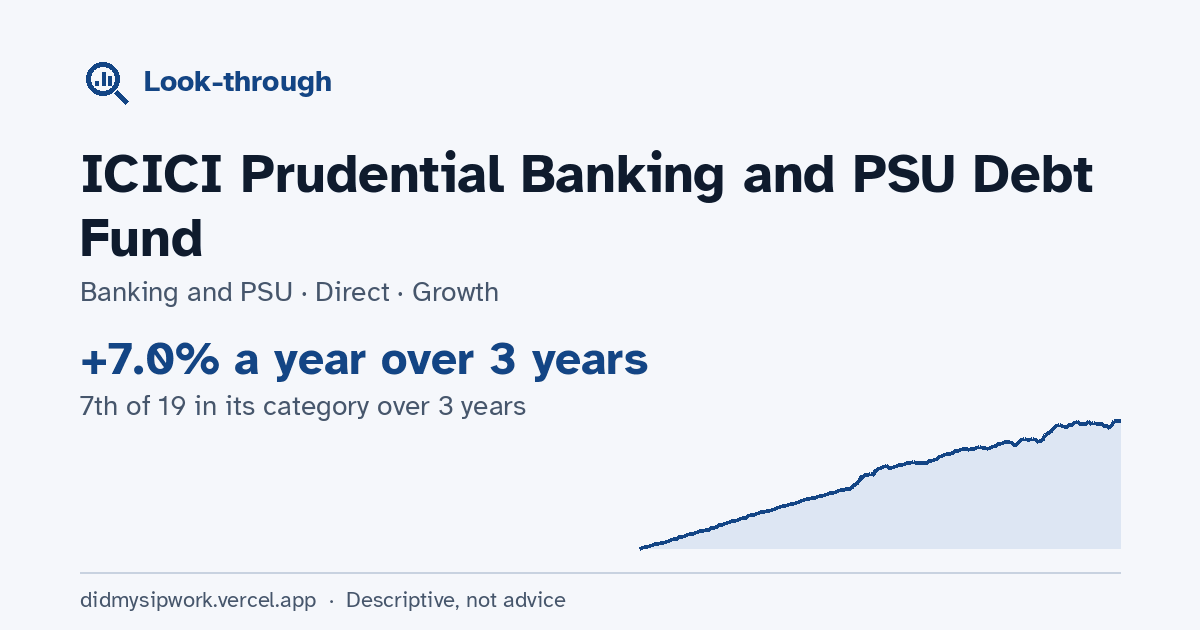 Look-through
ICICI Prudential Banking and PSU Debt
Fund
Banking and PSU · Direct · Growth
+7.0% a year over 3 years
7th of 19 in its category over 3 years
didmysipwork.vercel.app · Descriptive, not advice